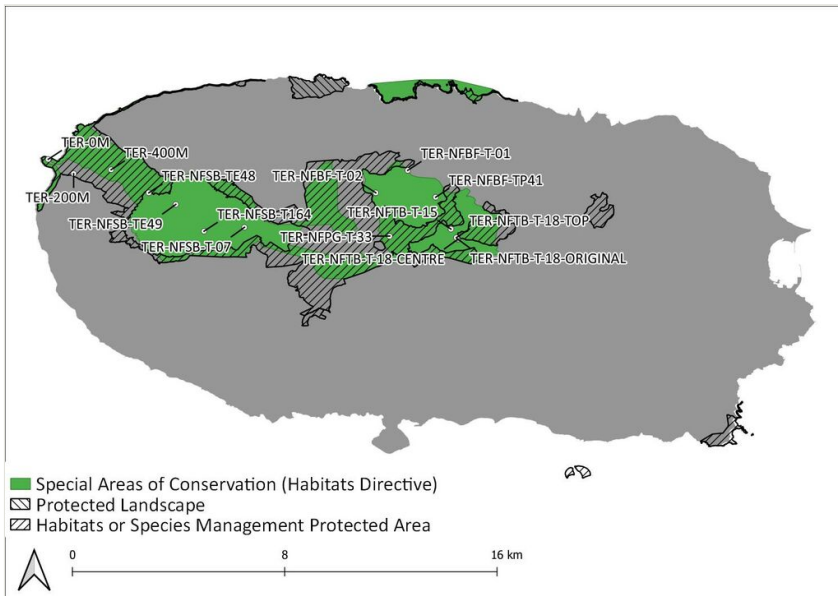 TER-0M
TER-400M
TER-200M
TER-NFSB-TE48
TER-NFSB-TE49
TER-NFSB-T164
TER-NFSB-T-07
TER-NFBF-T-01
TER-NFBF-T-02
TER-NFBF-TP41
TER-NFTB-T-15
TER-NFTB-T-18-TOP
TER-NFPG-T-33
TER-NFTB-T-18-CENTRE
TER-NFTB-T-18-ORIGINAL
Special Areas of Conservation (Habitats Directive)
Protected Landscape
Habitats or Species Management Protected Area
0 8 16 km